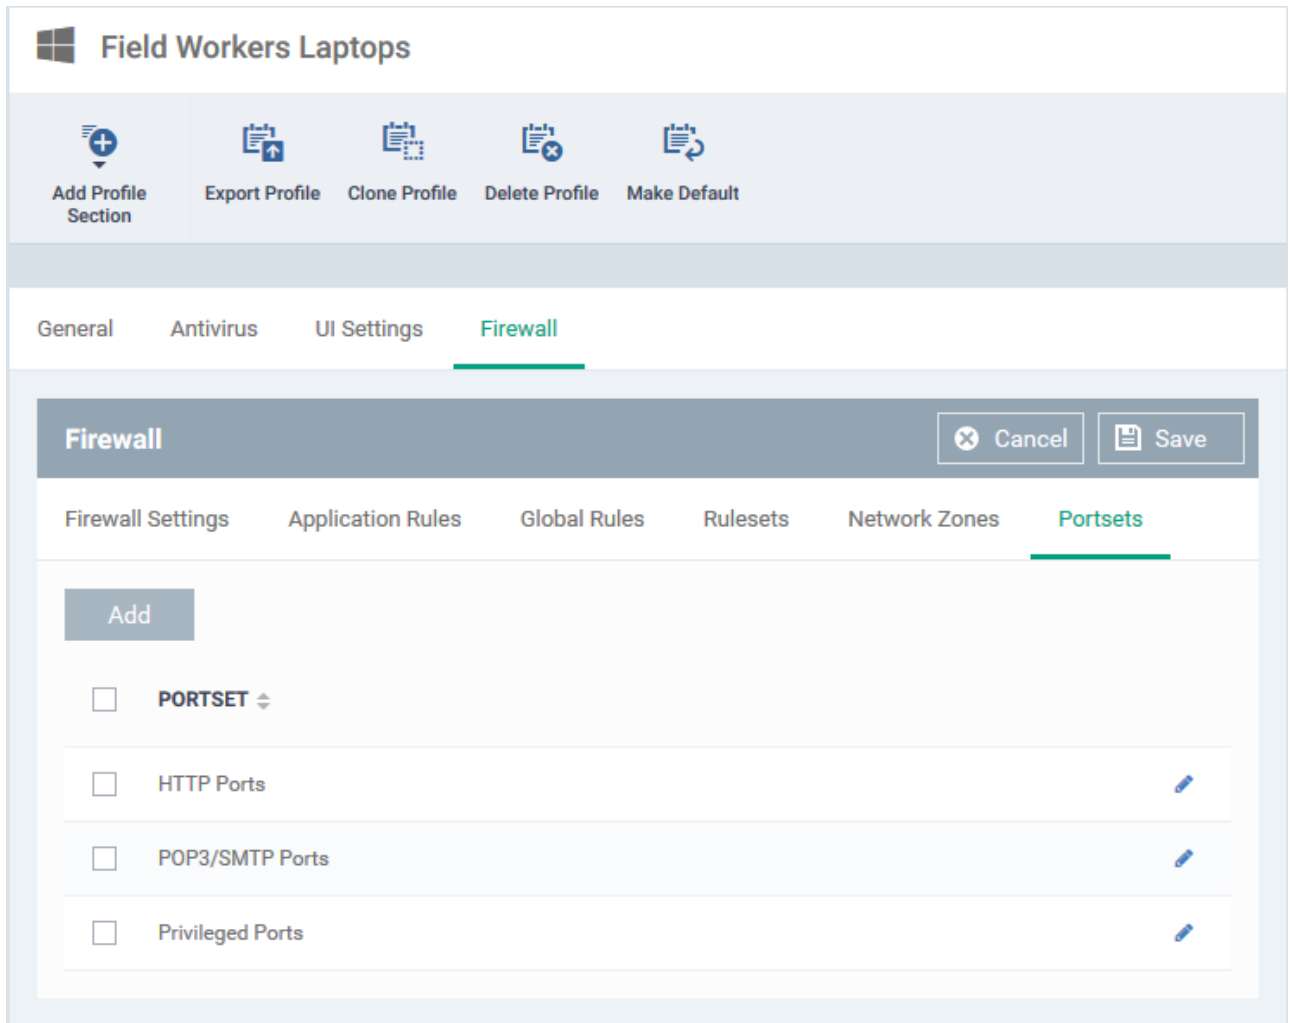 Field Workers Laptops
Add Profile
Section
Export Profile
Clone Profile
Delete Profile
Make Default
General
Antivirus
UI Settings
Firewall
Firewall
Cancel
Save
Firewall Settings
Application Rules
Global Rules
Rulesets
Network Zones
Portsets
Add
PORTSET
HTTP Ports
POP3/SMTP Ports
Privileged Ports